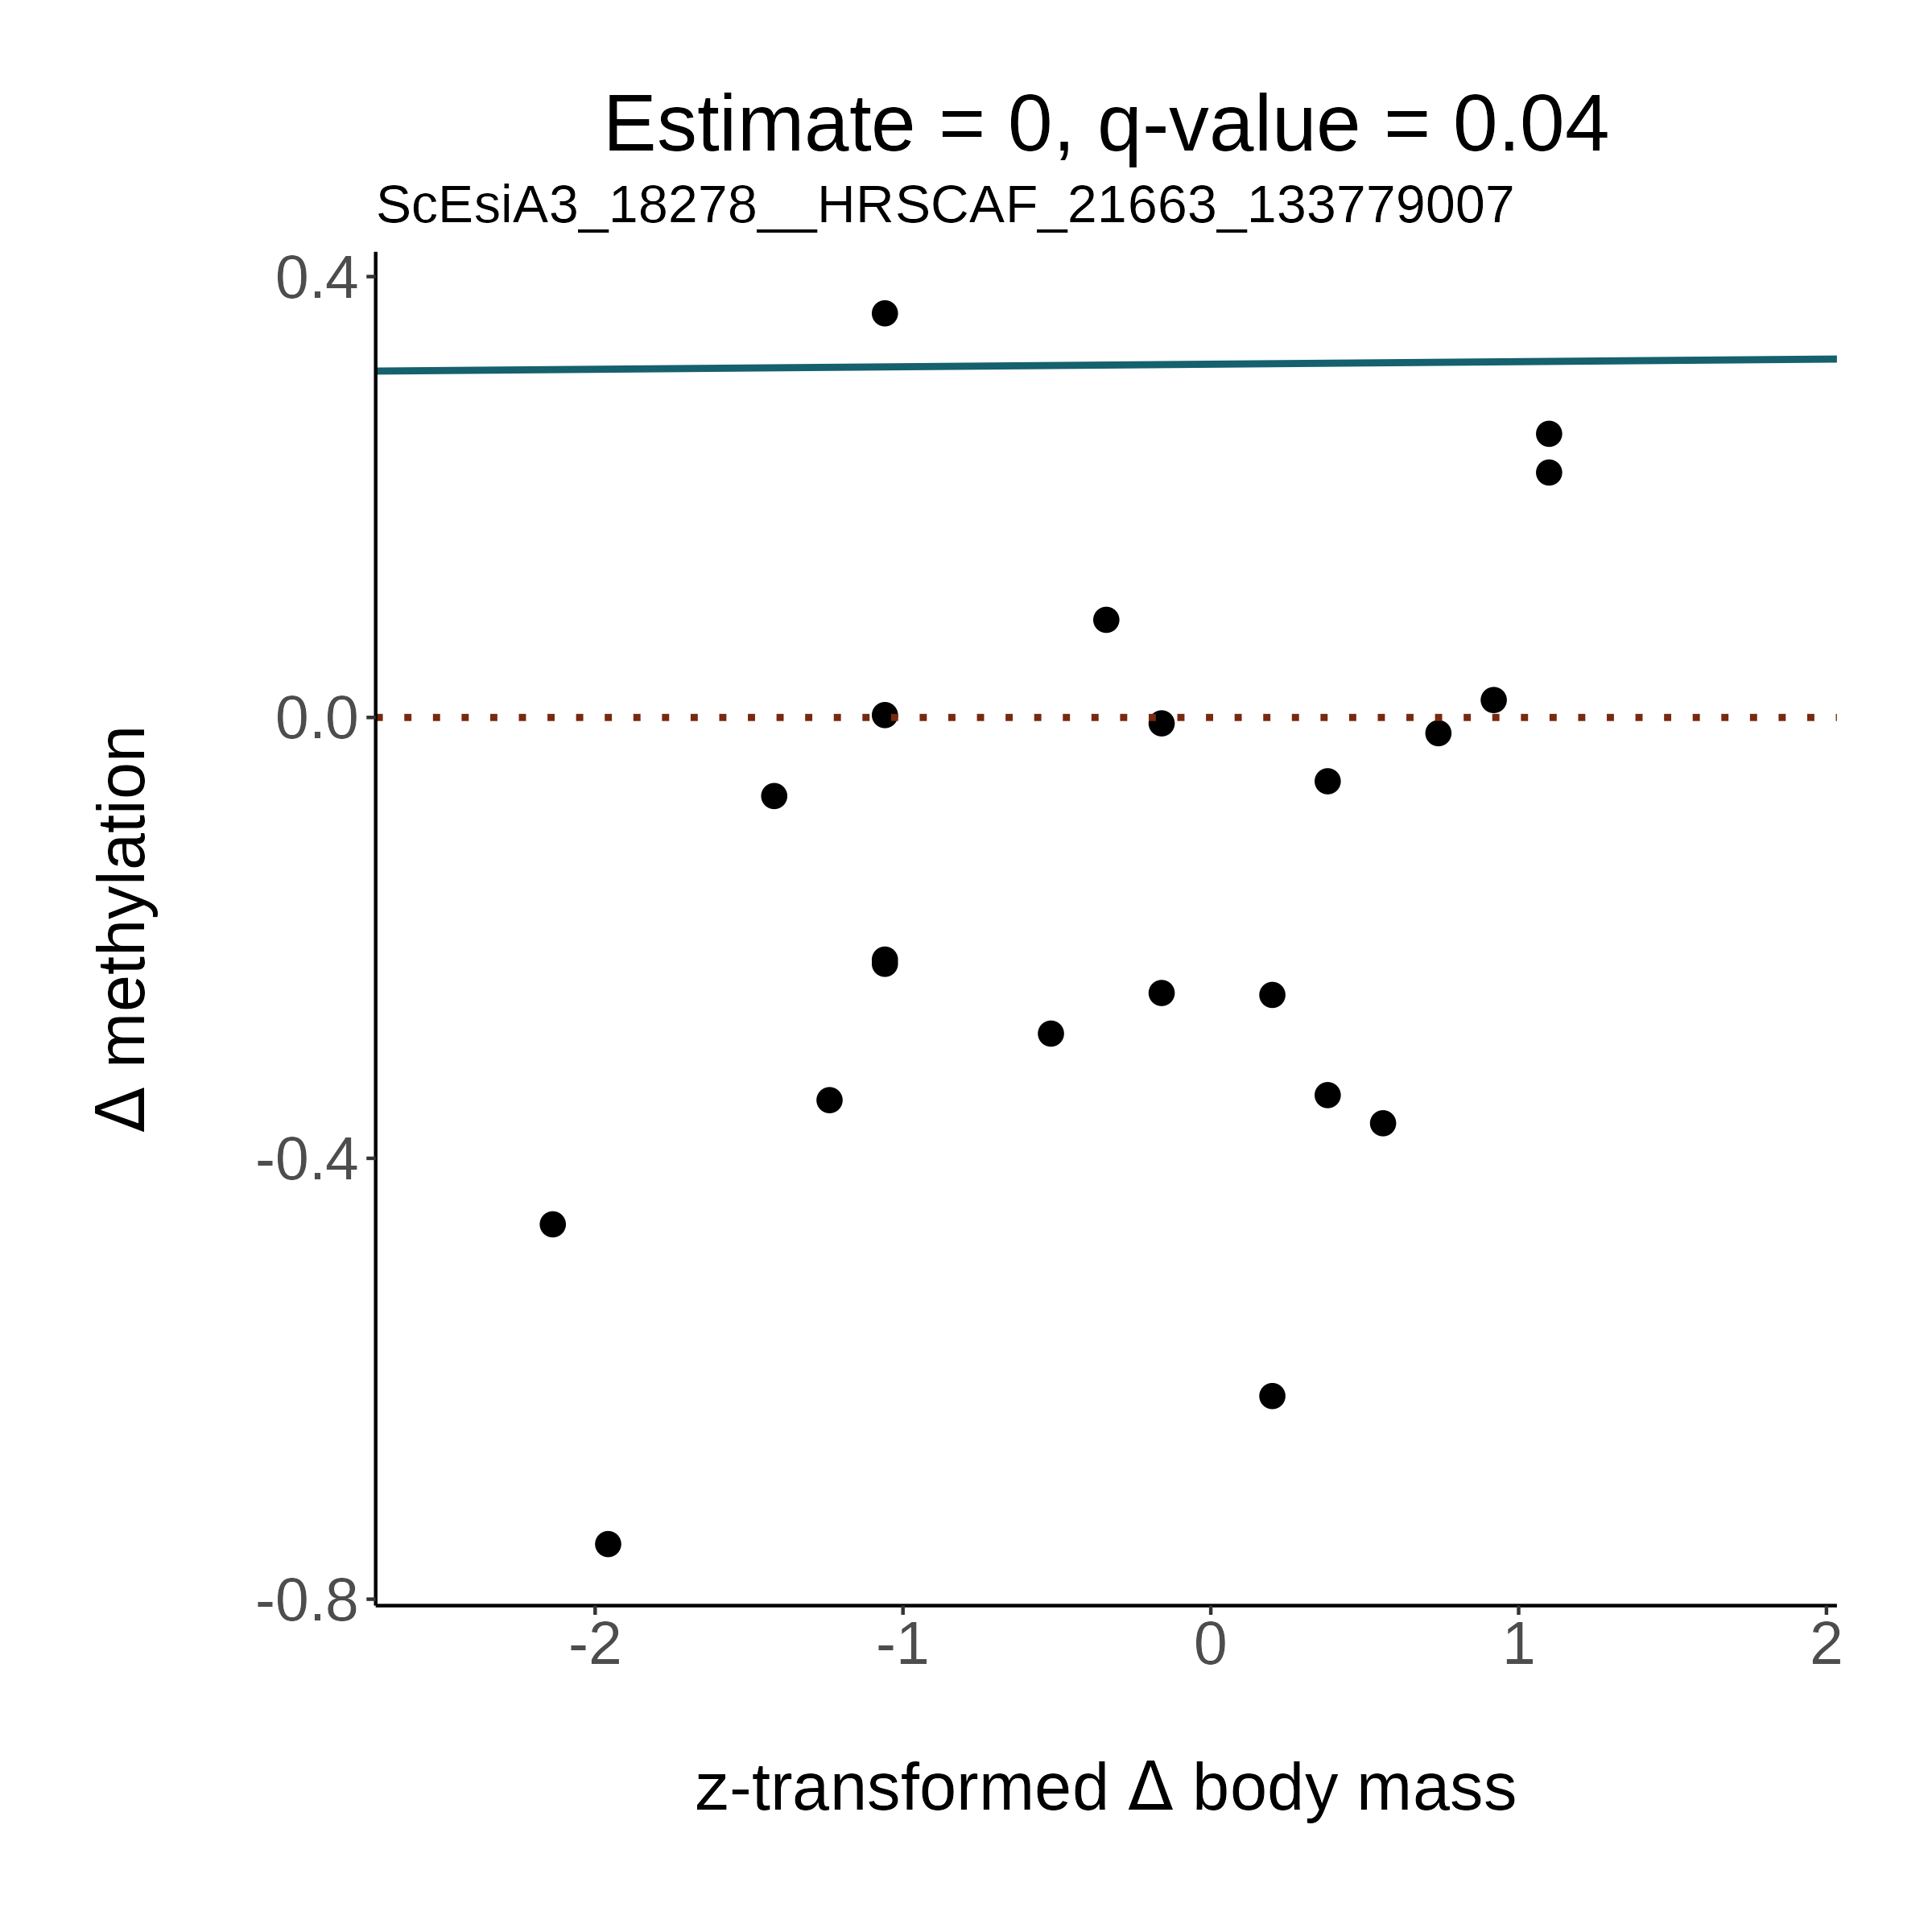 Estimate = 0, q-value = 0.04
ScEsiA3_18278__HRSCAF_21663_133779007
0.4
0.0
-0.4
-0.8
Δ methylation
-2 -1 0 1 2
z-transformed Δ body mass